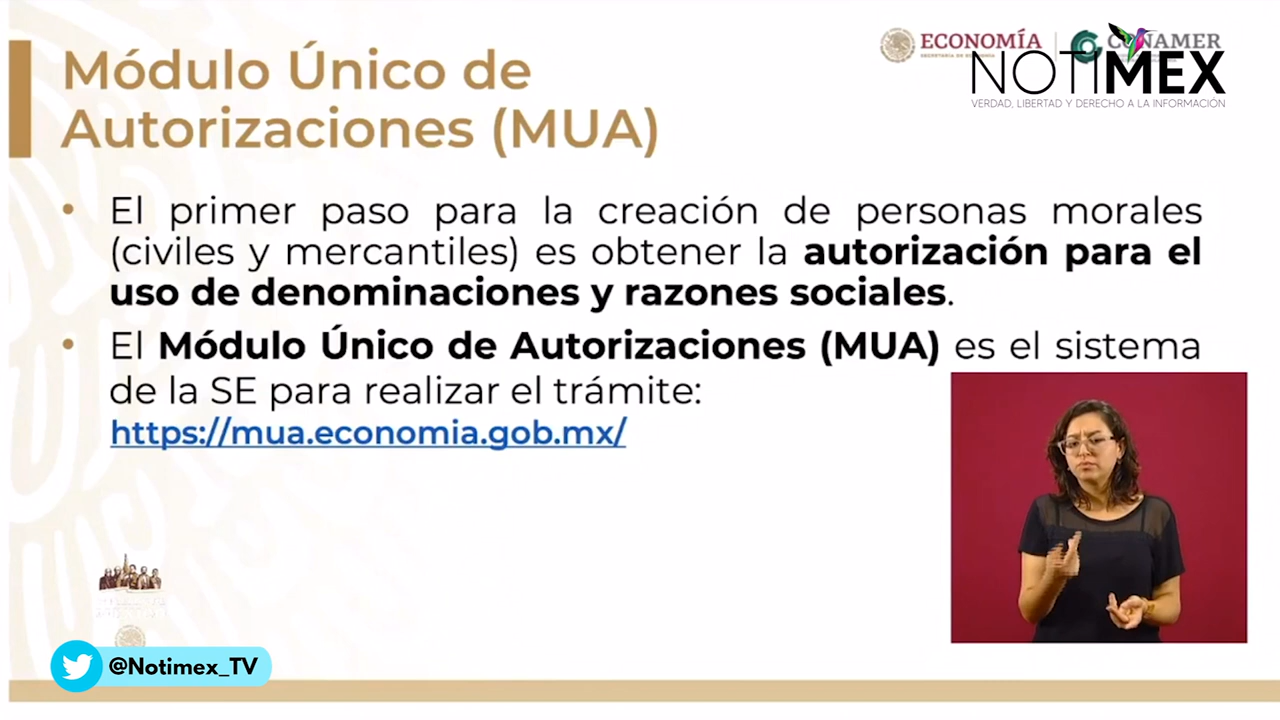 Módulo Único de
Autorizaciones (MUA)
ECONOMÍA
NOTIMEX
VERDAD, LIBERTAD Y DERECHO A LA INFORMACIÓN
• El primer paso para la creación de personas morales
(civiles y mercantiles) es obtener la autorización para el
uso de denominaciones y razones sociales.
• El Módulo Único de Autorizaciones (MUA) es el sistema
de la SE para realizar el trámite:
https://mua.economia.gob.mx/
@Notimex_TV